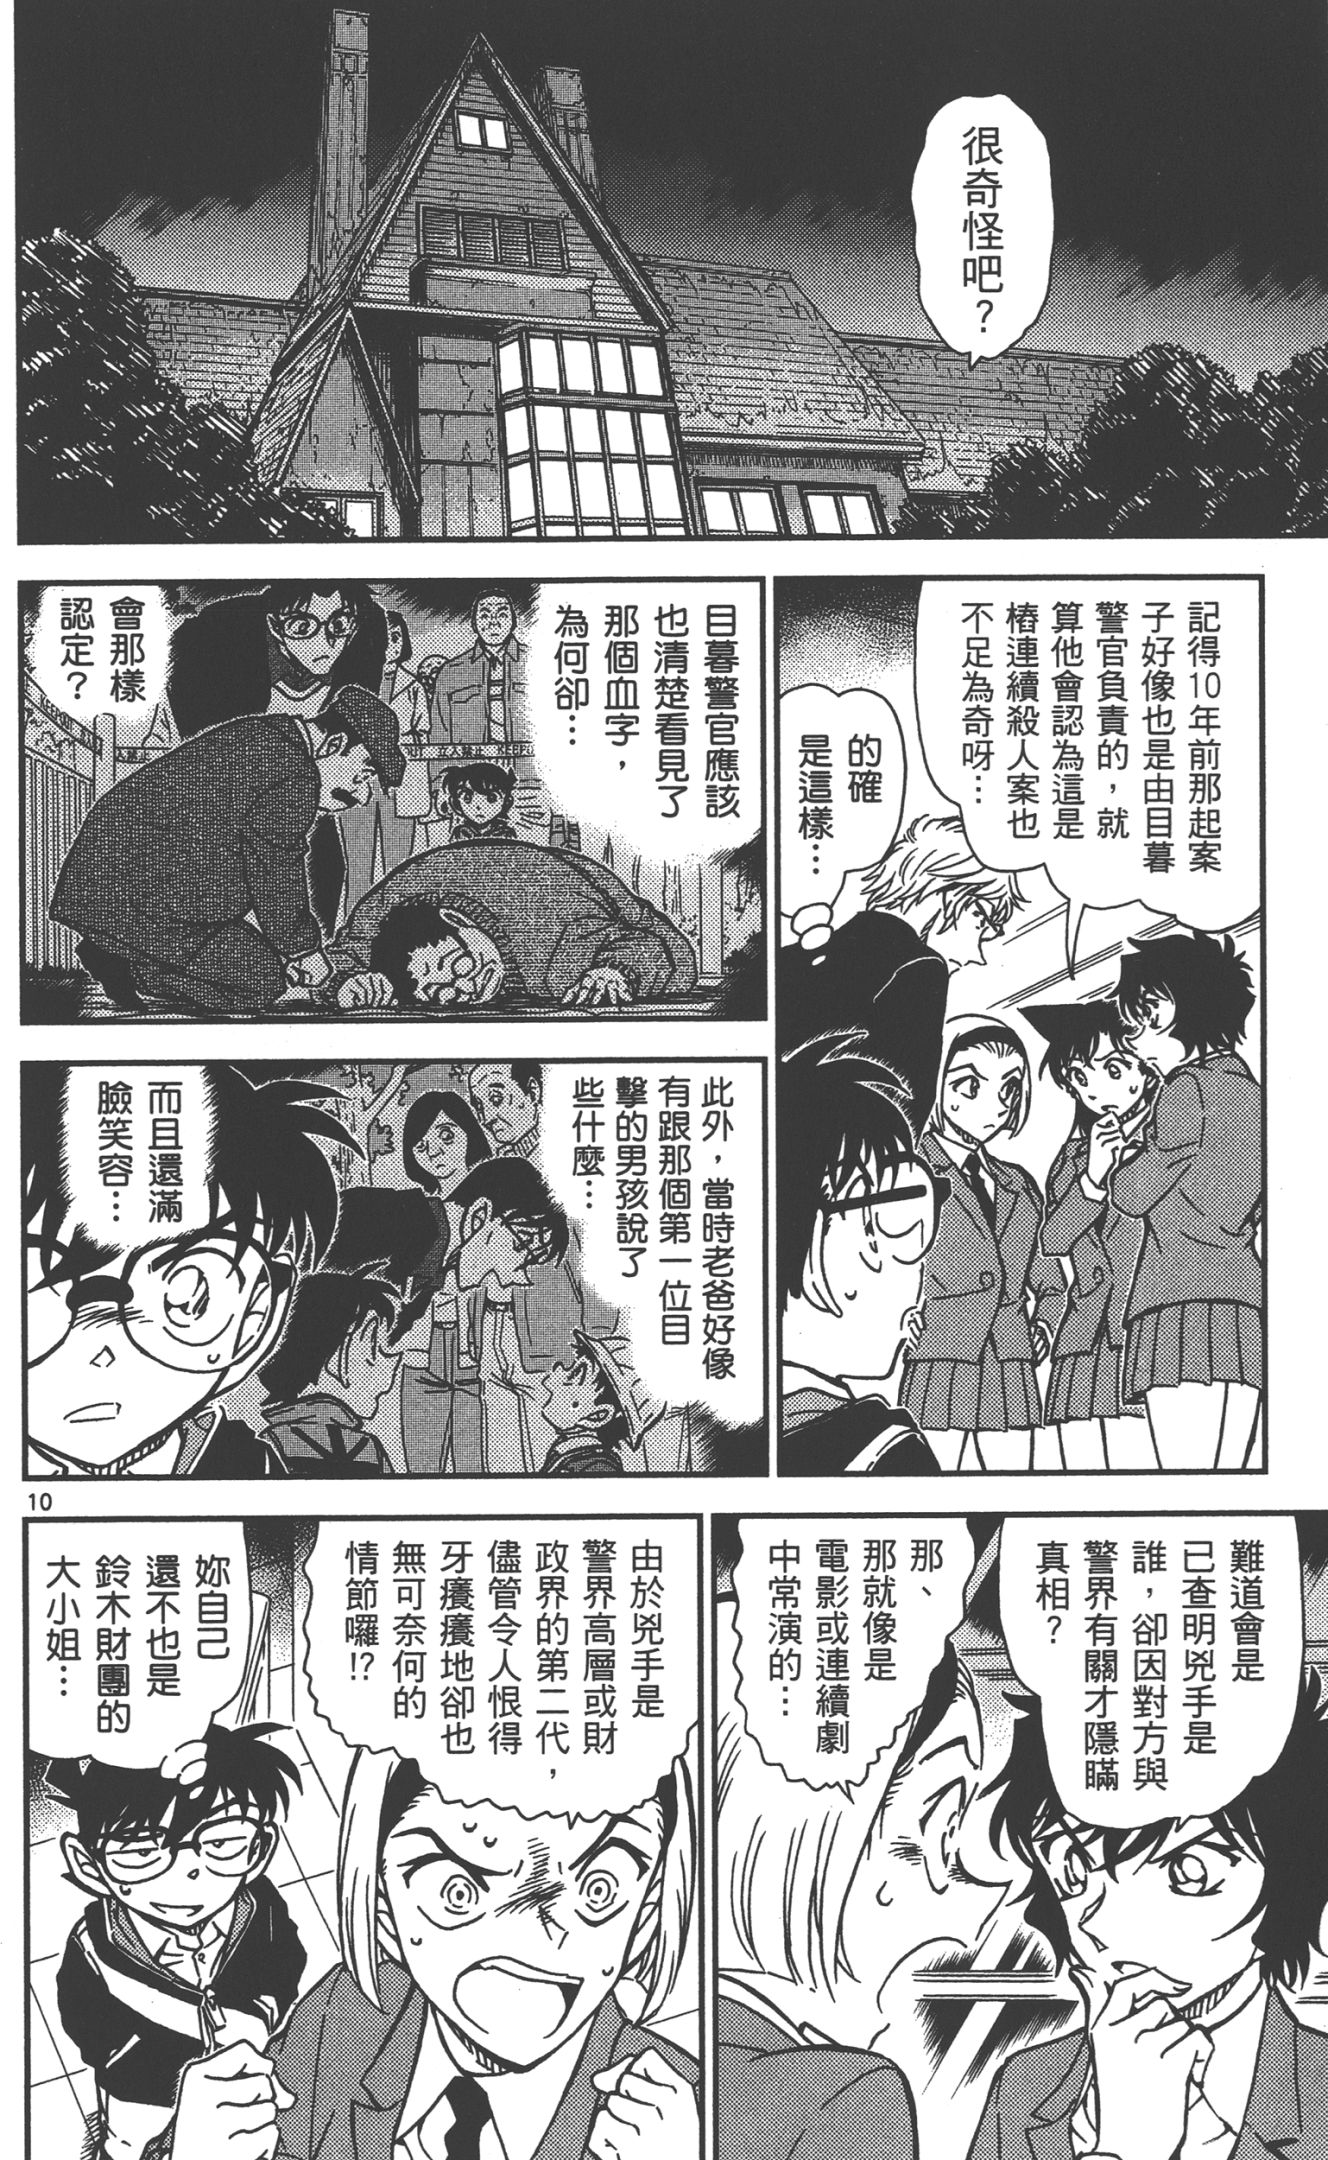 很奇怪吧？
記得10年前那起案
子好像也是由目暮
警官負責的，就
算他會認為這是
樁連續殺人案也
不足為奇呀…
的確
是這樣…
目暮警官應該
也清楚看見了
那個血字，
為何卻…
會那樣
認定？
立入禁止
KEEP
此外，當時老爸好像
有跟那個第一位目
擊的男孩說了
些什麼…
而且還滿
臉笑容…
10
難道會是
已查明兇手是
誰，卻因對方與
警界有關才隱瞞
真相？
那、
那就像是
電影或連續劇
中常演的…
由於兇手是
警界高層或財
政界的第二代，
儘管令人恨得
牙癢癢地卻也
無可奈何的
情節囉!?
妳自己
還不也是
鈴木財團的
大小姐…